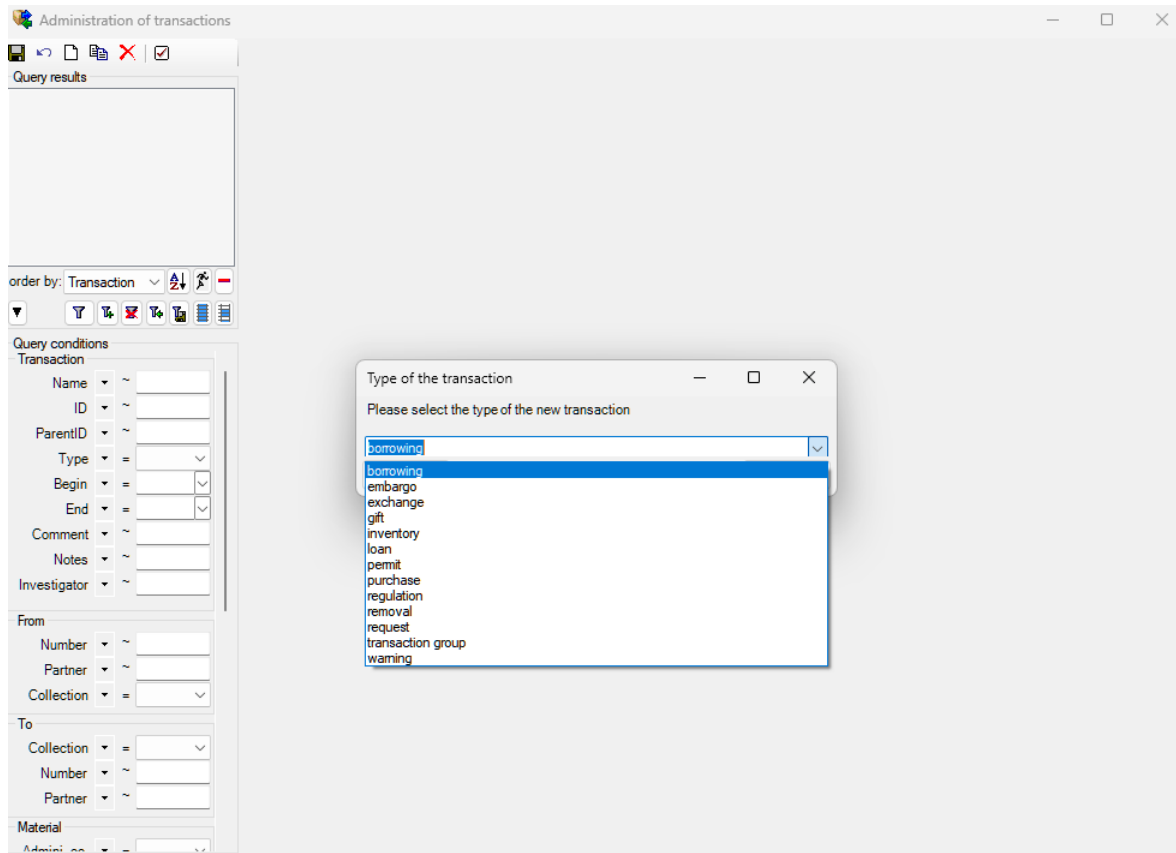 Administration of transactions
Query results
order by: Transaction
Query conditions
Transaction
Name ~
ID ~
ParentID ~
Type =
Begin =
End =
Comment ~
Notes ~
Investigator ~
From
Number ~
Partner ~
Collection =
To
Collection =
Number ~
Partner ~
Material
Type of the transaction
Please select the type of the new transaction
borrowing
borrowing
embargo
exchange
gift
inventory
loan
permit
purchase
regulation
removal
request
transaction group
warning